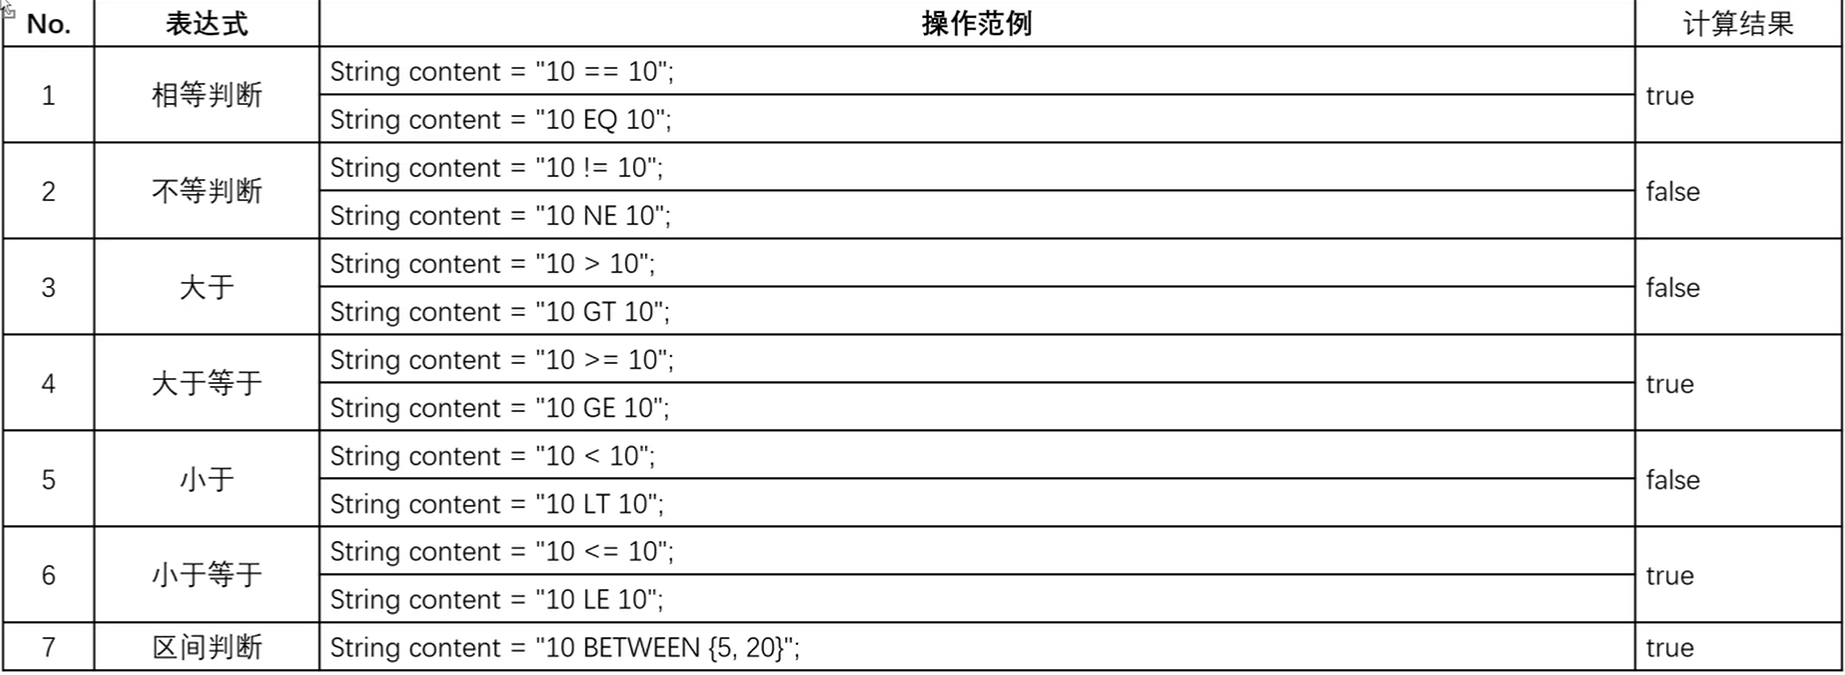 No. 表达式 操作范例 计算结果
1 相等判断 String content = "10 == 10"; true
String content = "10 EQ 10";
2 不等判断 String content = "10 != 10"; false
String content = "10 NE 10";
3 大于 String content = "10 > 10"; false
String content = "10 GT 10";
4 大于等于 String content = "10 >= 10"; true
String content = "10 GE 10";
5 小于 String content = "10 < 10"; false
String content = "10 LT 10";
6 小于等于 String content = "10 <= 10"; true
String content = "10 LE 10";
7 区间判断 String content = "10 BETWEEN {5, 20}"; true